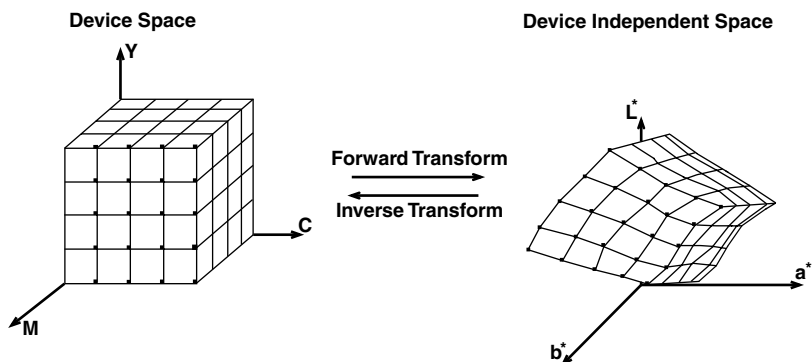 Device Space
Device Independent Space
Y
L*
Forward Transform
Inverse Transform
C
a*
M
b*